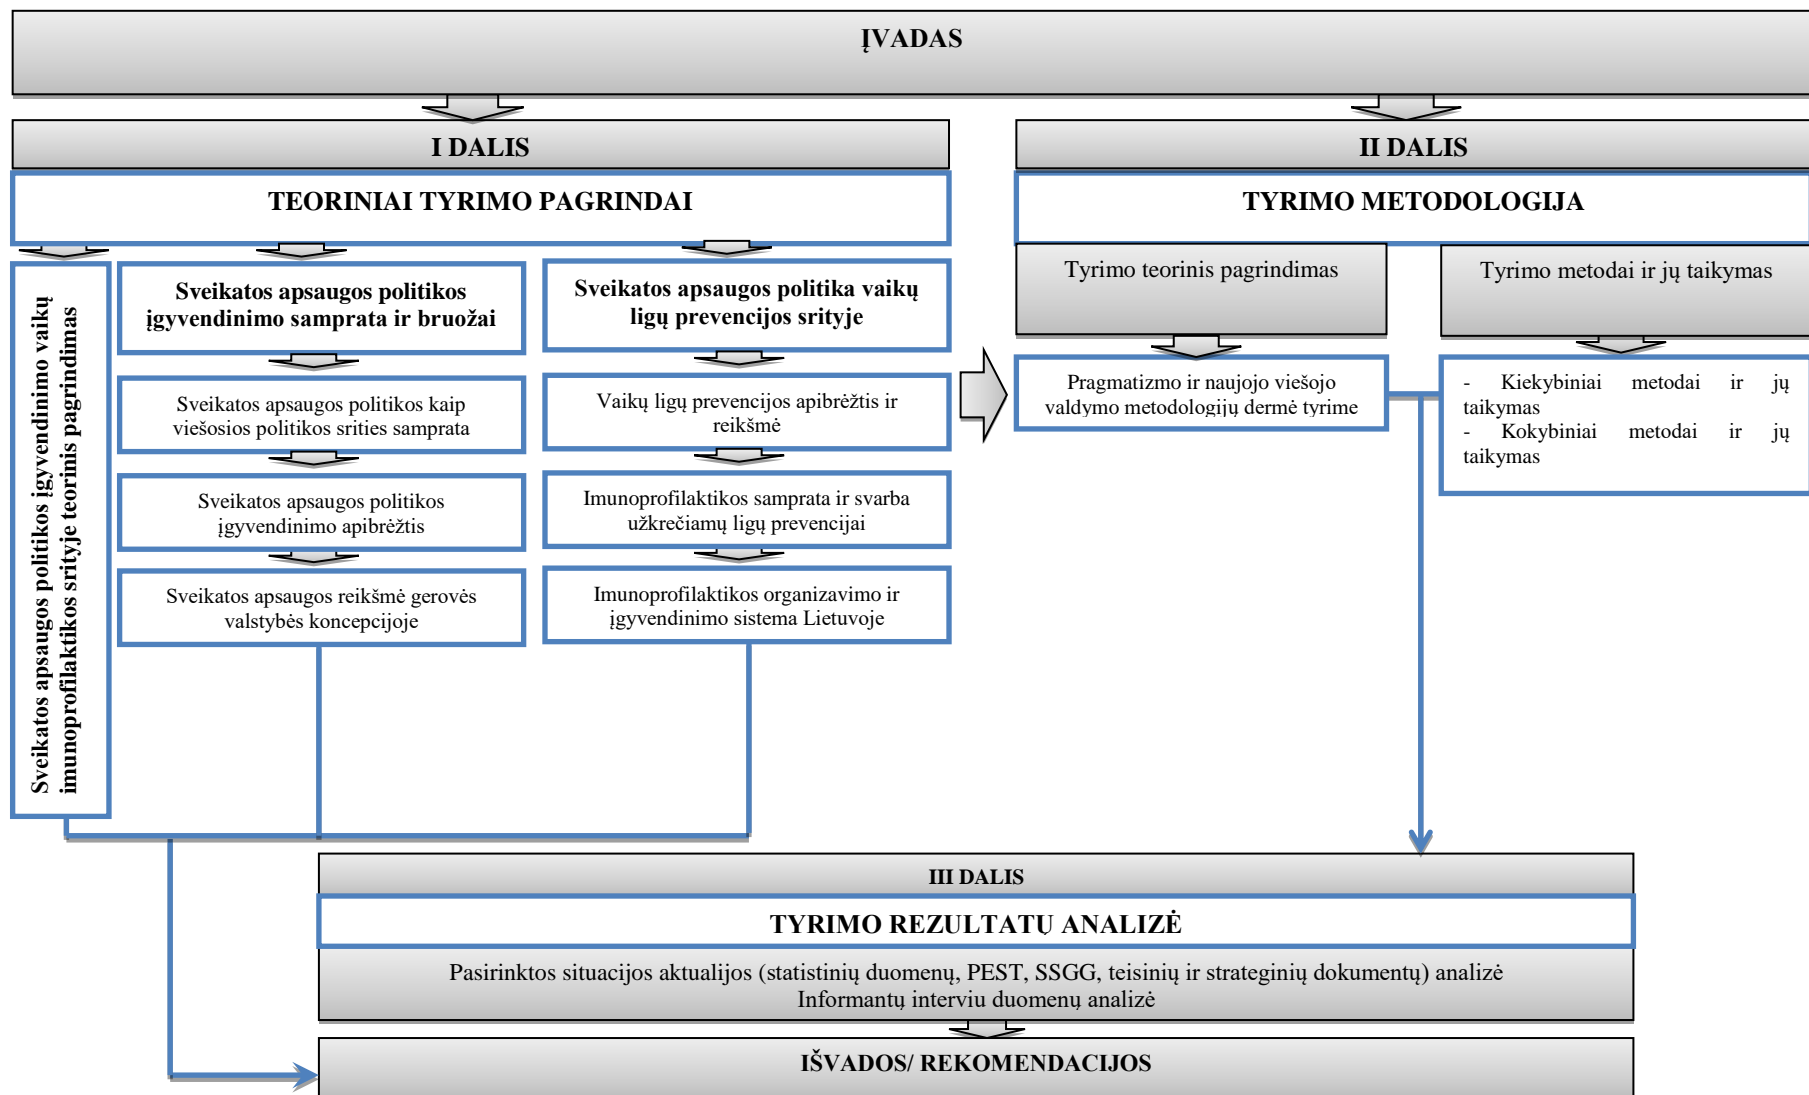 ĮVADAS
I DALIS
TEORINIAI TYRIMO PAGRINDAI
Sveikatos apsaugos politikos įgyvendinimo vaikų
imunoprofilaktikos srityje teorinis pagrindimas
Sveikatos apsaugos politikos
įgyvendinimo samprata ir bruožai
Sveikatos apsaugos politikos kaip
viešosios politikos srities samprata
Sveikatos apsaugos politikos
įgyvendinimo apibrėžtis
Sveikatos apsaugos reikšmė gerovės
valstybės koncepcijoje
Sveikatos apsaugos politika vaikų
ligų prevencijos srityje
Vaikų ligų prevencijos apibrėžtis ir
reikšmė
Imunoprofilaktikos samprata ir svarba
užkrečiamų ligų prevencijai
Imunoprofilaktikos organizavimo ir
įgyvendinimo sistema Lietuvoje
II DALIS
TYRIMO METODOLOGIJA
Tyrimo teorinis pagrindimas
Pragmatizmo ir naujojo viešojo
valdymo metodologijų dermė tyrime
Tyrimo metodai ir jų taikymas
- Kiekybiniai metodai ir jų
taikymas
- Kokybiniai metodai ir jų
taikymas
III DALIS
TYRIMO REZULTATŲ ANALIZĖ
Pasirinktos situacijos aktualijos (statistinių duomenų, PEST, SSGG, teisinių ir strateginių dokumentų) analizė
Informantų interviu duomenų analizė
IŠVADOS/ REKOMENDACIJOS